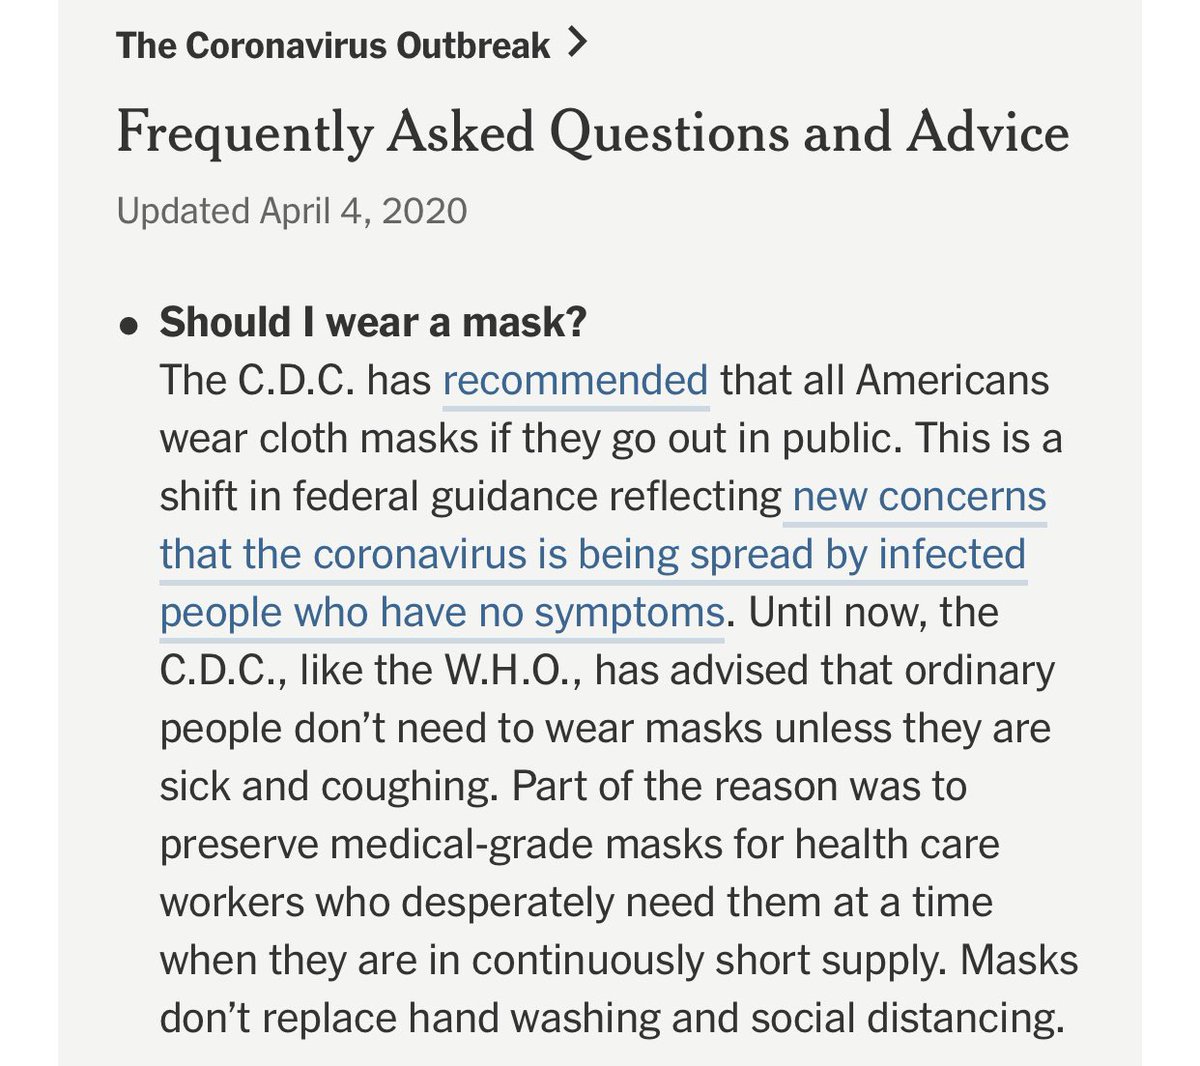 The Coronavirus Outbreak >
Frequently Asked Questions and Advice
Updated April 4, 2020
• Should I wear a mask?
The C.D.C. has recommended that all Americans
wear cloth masks if they go out in public. This is a
shift in federal guidance reflecting new concerns
that the coronavirus is being spread by infected
people who have no symptoms. Until now, the
C.D.C., like the W.H.O., has advised that ordinary
people don’t need to wear masks unless they are
sick and coughing. Part of the reason was to
preserve medical-grade masks for health care
workers who desperately need them at a time
when they are in continuously short supply. Masks
don’t replace hand washing and social distancing.